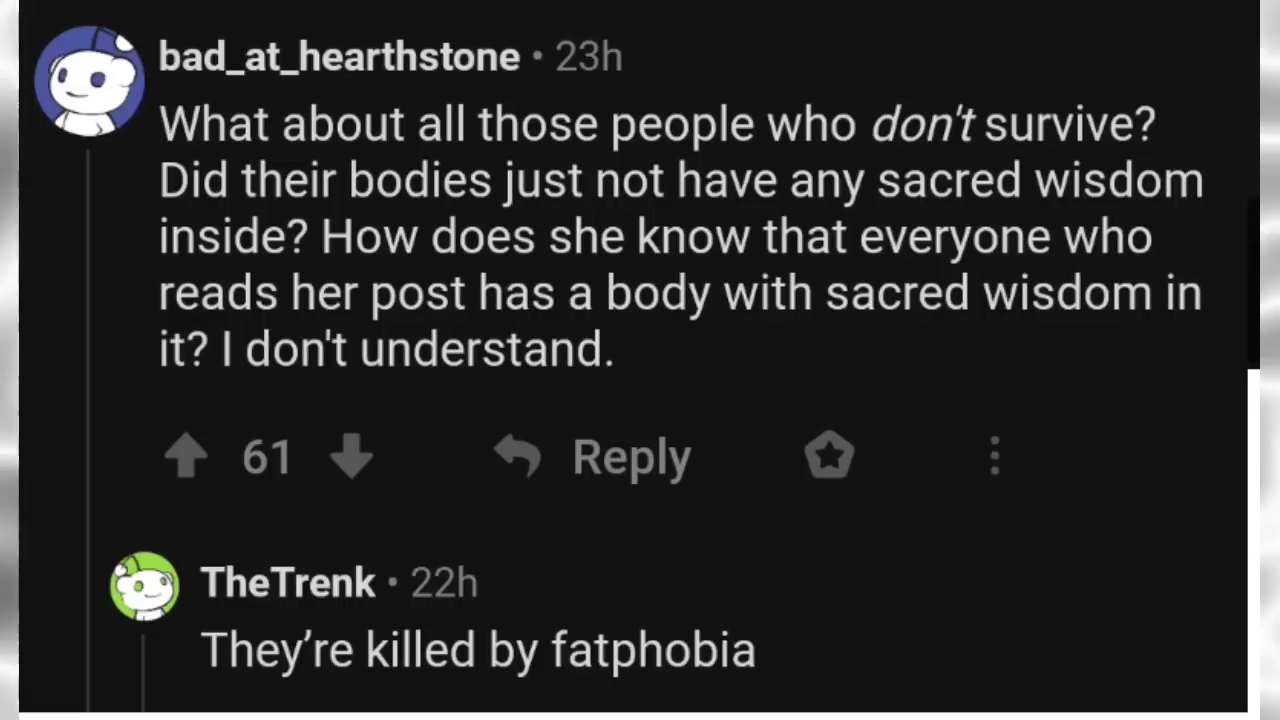 bad_at_hearthstone • 23h
What about all those people who don't survive?
Did their bodies just not have any sacred wisdom
inside? How does she know that everyone who
reads her post has a body with sacred wisdom in
it? I don't understand.
61 Reply
TheTrenk • 22h
They’re killed by fatphobia